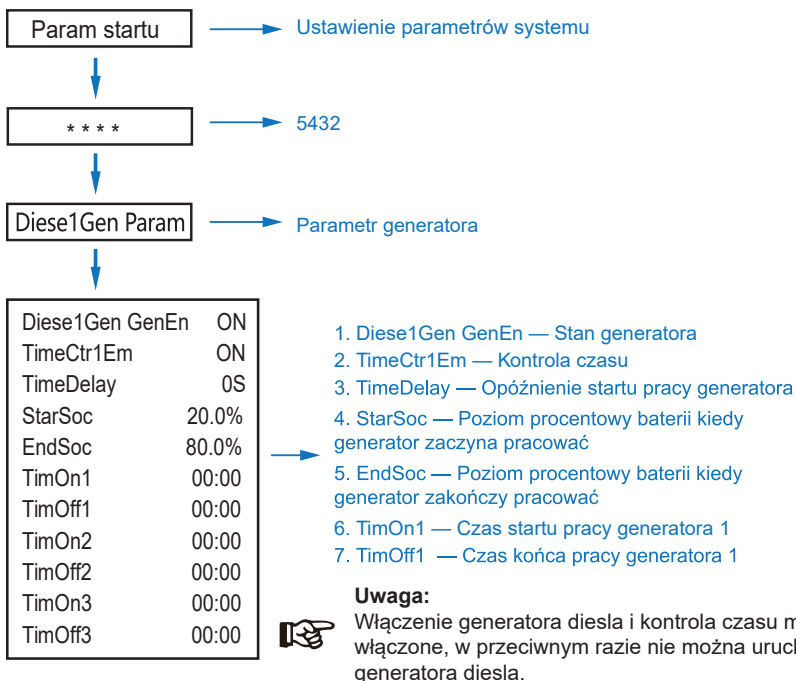 Param startu
Ustawienie parametrów systemu
* * * *
5432
Diese1Gen Param
Parametr generatora
Diese1Gen GenEn ON
TimeCtr1Em ON
TimeDelay 0S
StarSoc 20.0%
EndSoc 80.0%
TimOn1 00:00
TimOff1 00:00
TimOn2 00:00
TimOff2 00:00
TimOn3 00:00
TimOff3 00:00
1. Diese1Gen GenEn — Stan generatora
2. TimeCtr1Em — Kontrola czasu
3. TimeDelay — Opóźnienie startu pracy generatora
4. StarSoc — Poziom procentowy baterii kiedy
generator zaczyna pracować
5. EndSoc — Poziom procentowy baterii kiedy
generator zakończy pracować
6. TimOn1 — Czas startu pracy generatora 1
7. TimOff1 — Czas końca pracy generatora 1
Uwaga:
Włączenie generatora diesla i kontrola czasu
włączone, w przeciwnym razie nie można
generatora diesla.